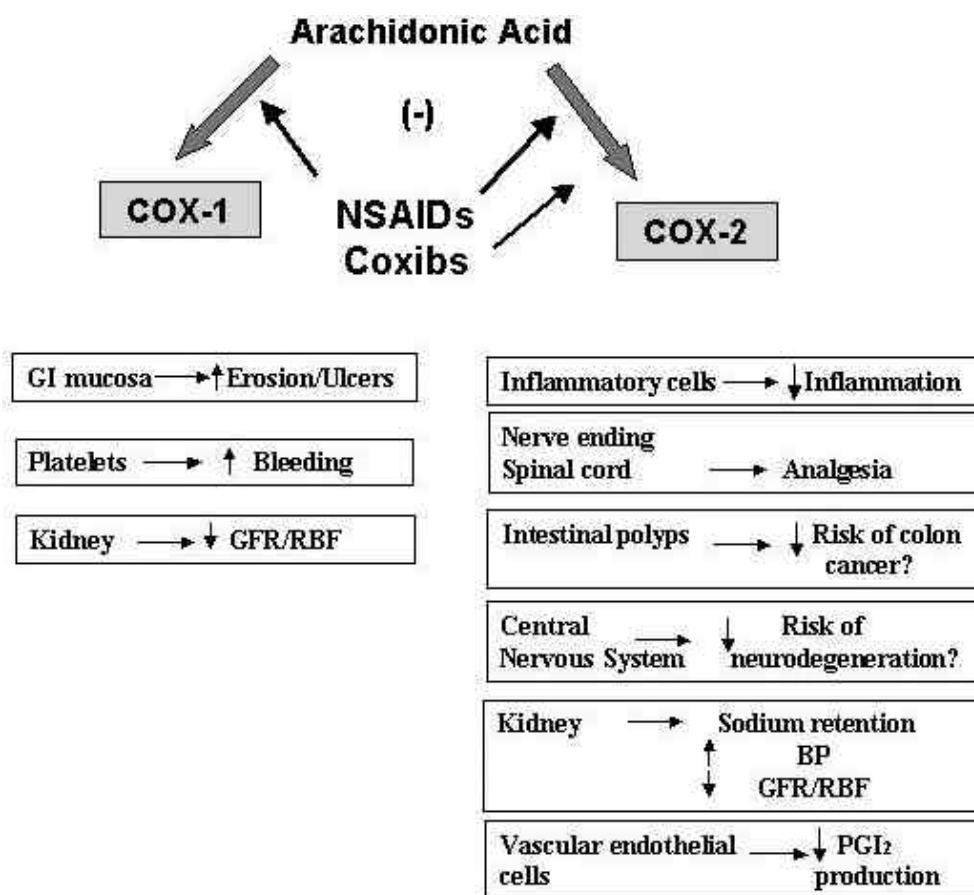 Arachidonic Acid
(-)
COX-1
NSAIDs
Coxibs
COX-2
GI mucosa → ↑ Erosion/Ulcers
Platelets → ↑ Bleeding
Kidney → ↓ GFR/RBF
Inflammatory cells → ↓ Inflammation
Nerve ending
Spinal cord → Analgesia
Intestinal polyps → ↓ Risk of colon
cancer?
Central → ↓ Risk of
Nervous System neurodegeneration?
Kidney → Sodium retention
↑ BP
↓ GFR/RBF
Vascular endothelial → ↓ PGI₂
cells production